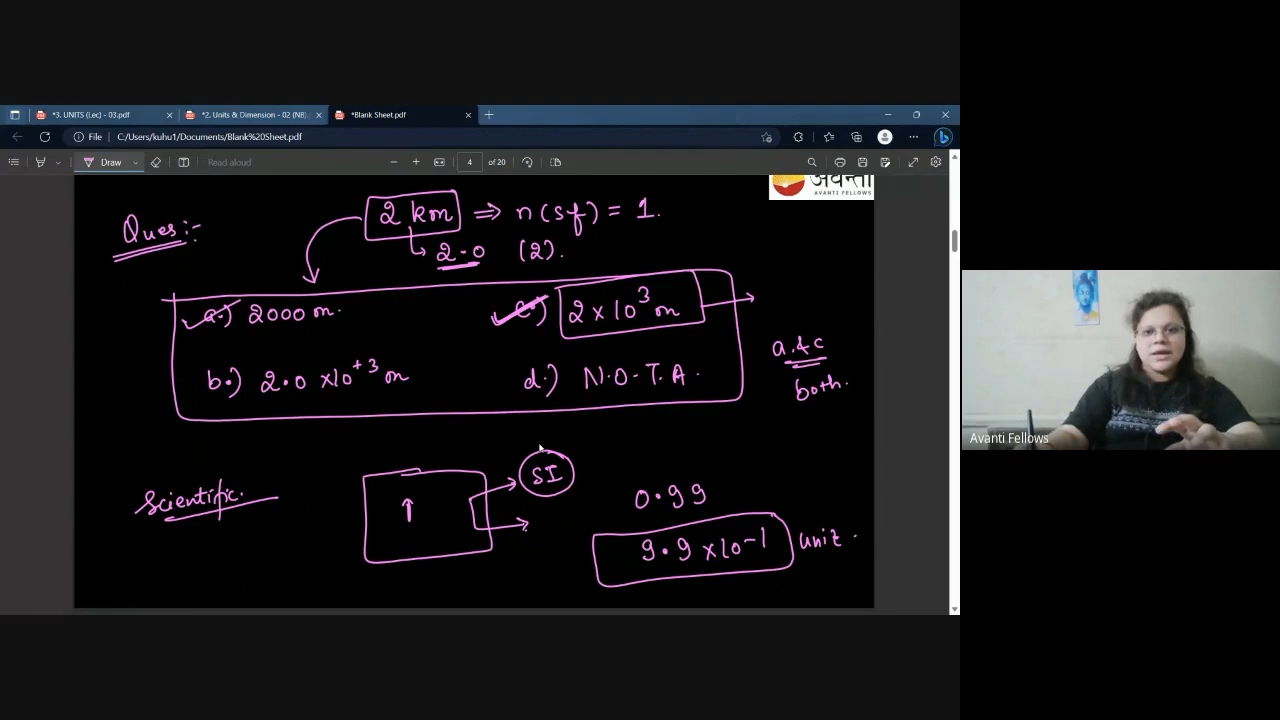 *3. UNITS (Lec) - 03.pdf
*2. Units & Dimension - 02 (NB).
*Blank Sheet.pdf
File C:/Users/kuhu1/Documents/Blank%20Sheet.pdf
Draw Read aloud 4 of 20
अवन्ती
AVANTI FELLOWS
Ques:-
2 km ⇒ n(sf) = 1.
2.0 (2).
a.) 2000 m.
c.) 2 x 10³ m
b.) 2.0 x10⁺³ m
d.) N.O.T.A.
a. & c
both.
Scientific.
SI
0.99
9.9 x 10⁻¹ unit.
Avanti Fellows